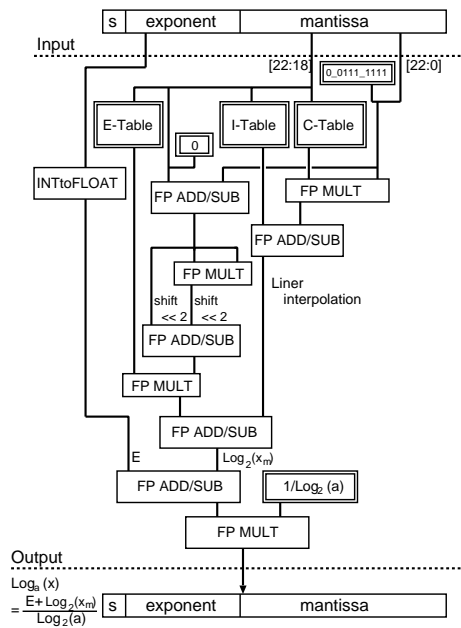 s exponent mantissa
Input
[22:18] 0_0111_1111 [22:0]
E-Table I-Table C-Table
0
INTtoFLOAT
FP ADD/SUB FP MULT
FP ADD/SUB
FP MULT
Liner
interpolation
shift shift
<< 2 << 2
FP ADD/SUB
FP MULT
FP ADD/SUB
E Log2(xm)
FP ADD/SUB 1/Log2 (a)
FP MULT
Output
Loga (x)
= E+Log2(xm)
Log2(a)
s exponent mantissa